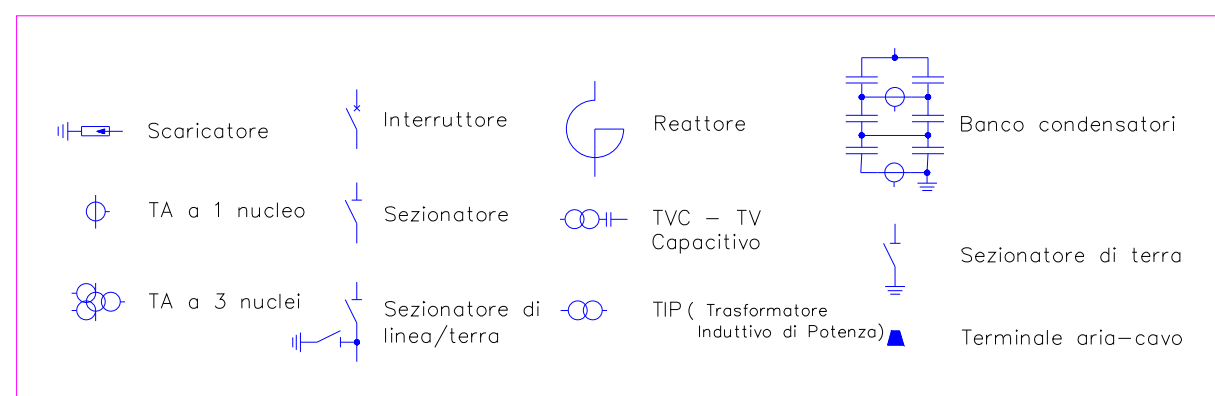 Scaricatore
TA a 1 nucleo
TA a 3 nuclei
Interruttore
Sezionatore
Sezionatore di
linea/terra
Reattore
TVC – TV
Capacitivo
TIP ( Trasformatore
Induttivo di Potenza)
Banco condensatori
Sezionatore di terra
Terminale aria–cavo